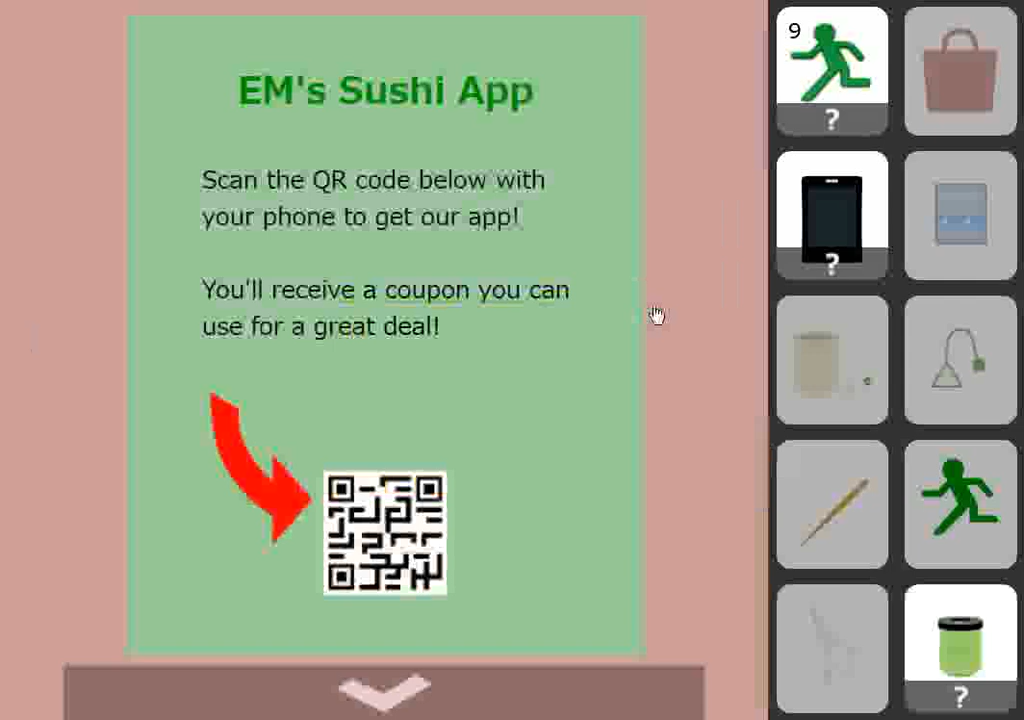 EM's Sushi App
Scan the QR code below with
your phone to get our app!
You'll receive a coupon you can
use for a great deal!
9
?
?
?